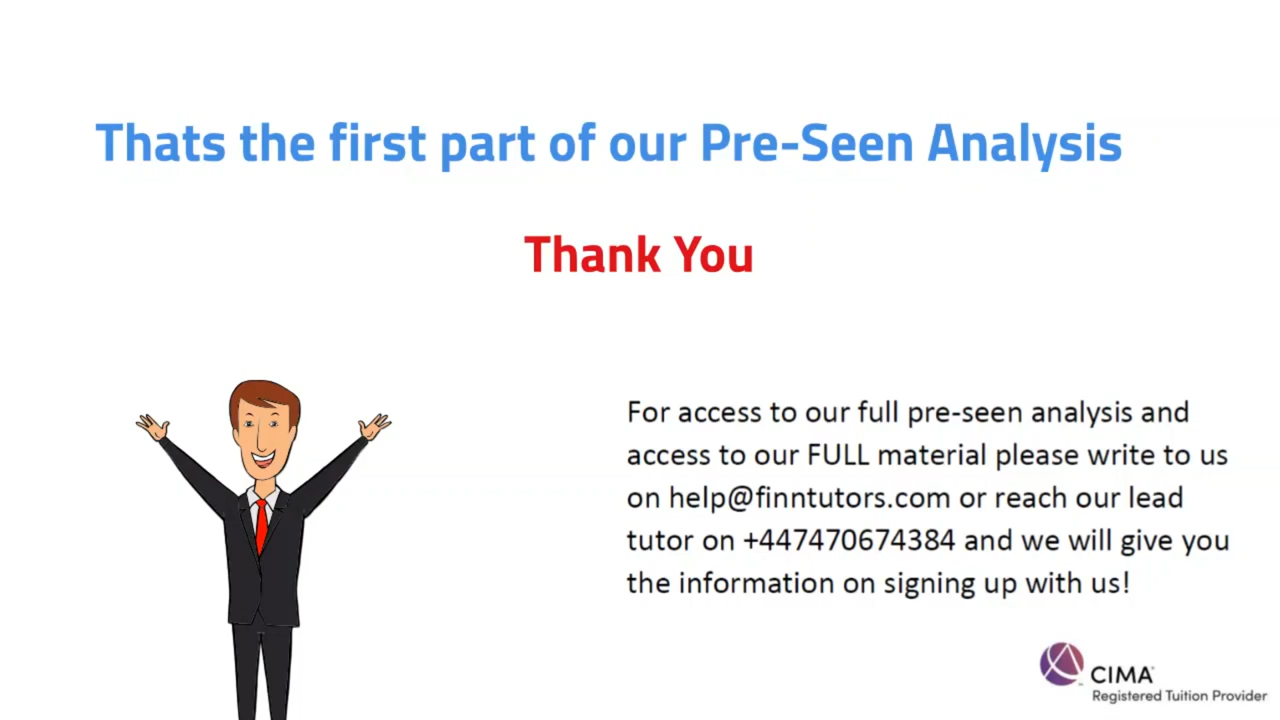 Thats the first part of our Pre-Seen Analysis
Thank You
For access to our full pre-seen analysis and
access to our FULL material please write to us
on help@finntutors.com or reach our lead
tutor on +447470674384 and we will give you
the information on signing up with us!
CIMA
Registered Tuition Provider